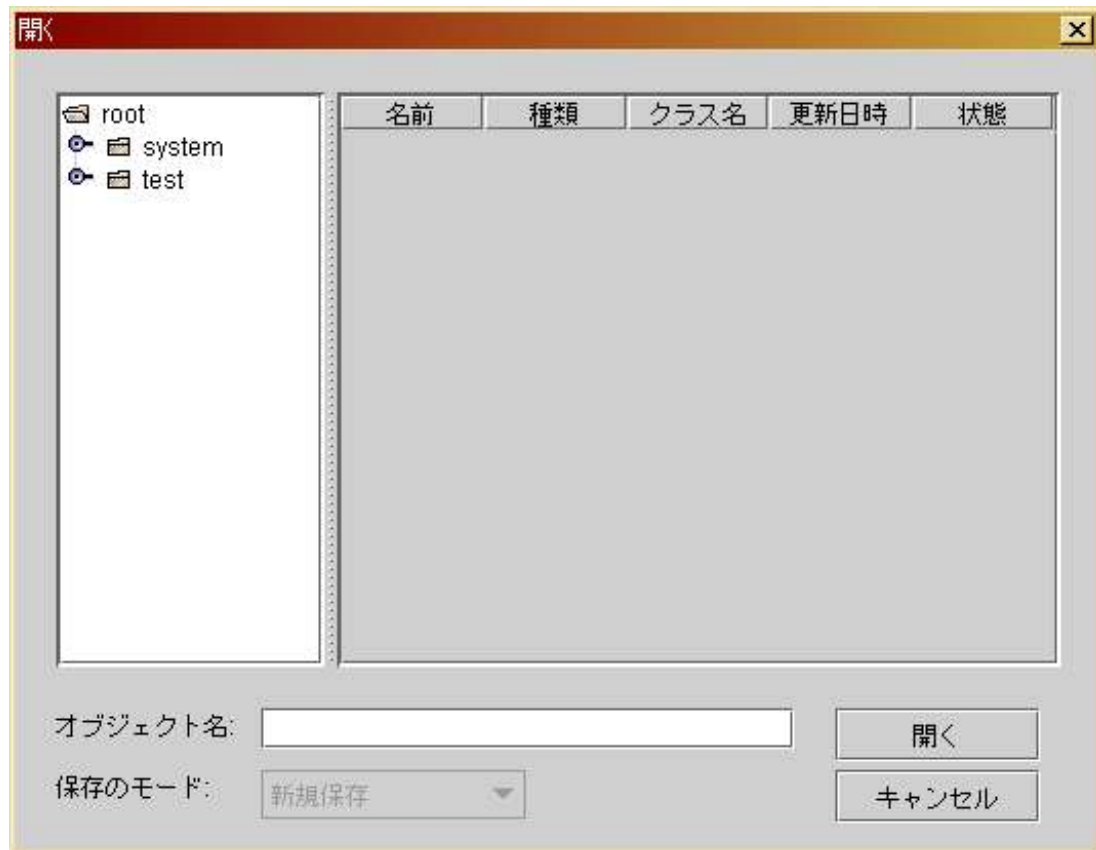 開く
root
system
test
名前 種類 クラス名 更新日時 状態
オブジェクト名:
開く
保存のモード: 新規保存
キャンセル